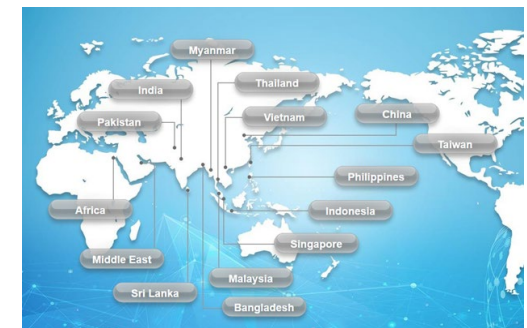 Myanmar
India
Thailand
Pakistan
Vietnam
China
Taiwan
Philippines
Africa
Indonesia
Singapore
Middle East
Malaysia
Sri Lanka
Bangladesh